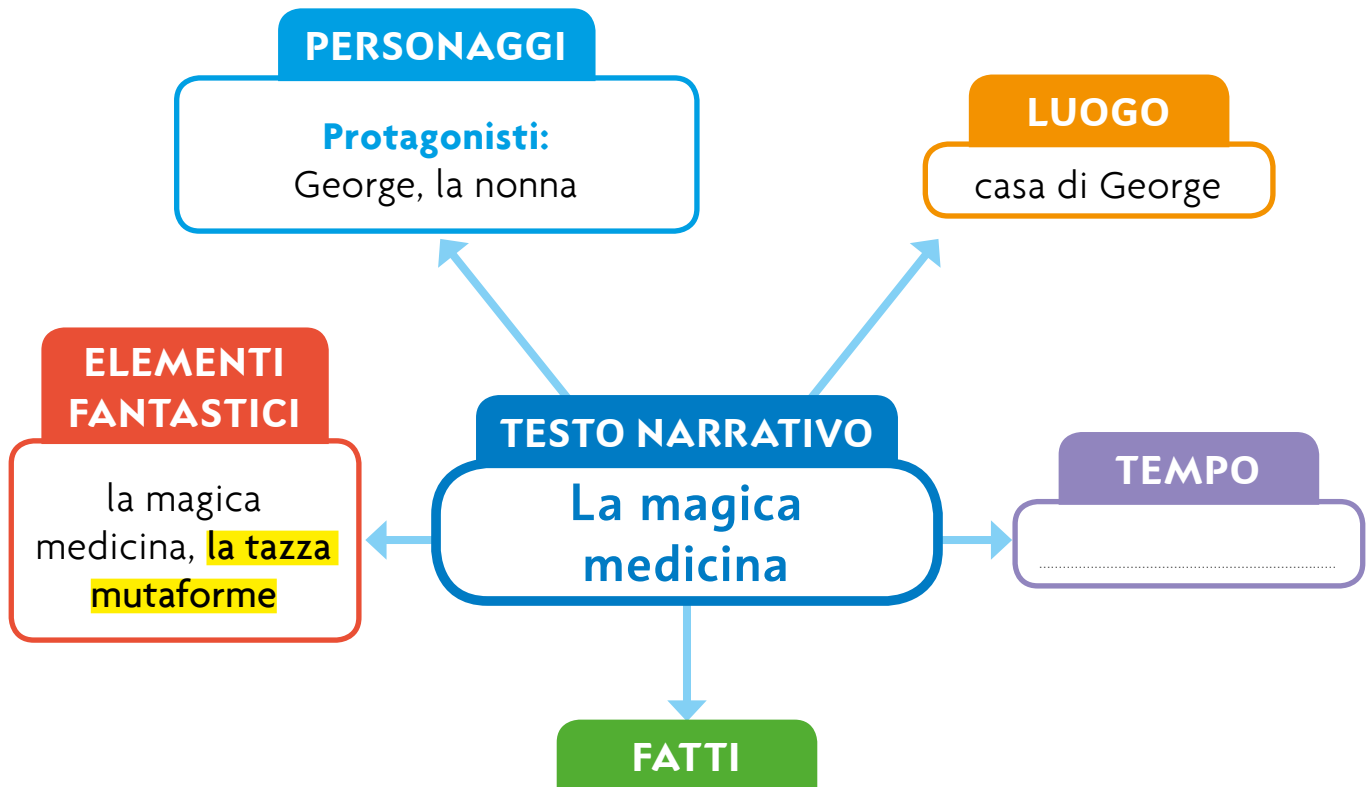 PERSONAGGI
Protagonisti:
George, la nonna
LUOGO
casa di George
ELEMENTI
FANTASTICI
la magica
medicina, la tazza
mutaforme
TESTO NARRATIVO
La magica
medicina
TEMPO
FATTI